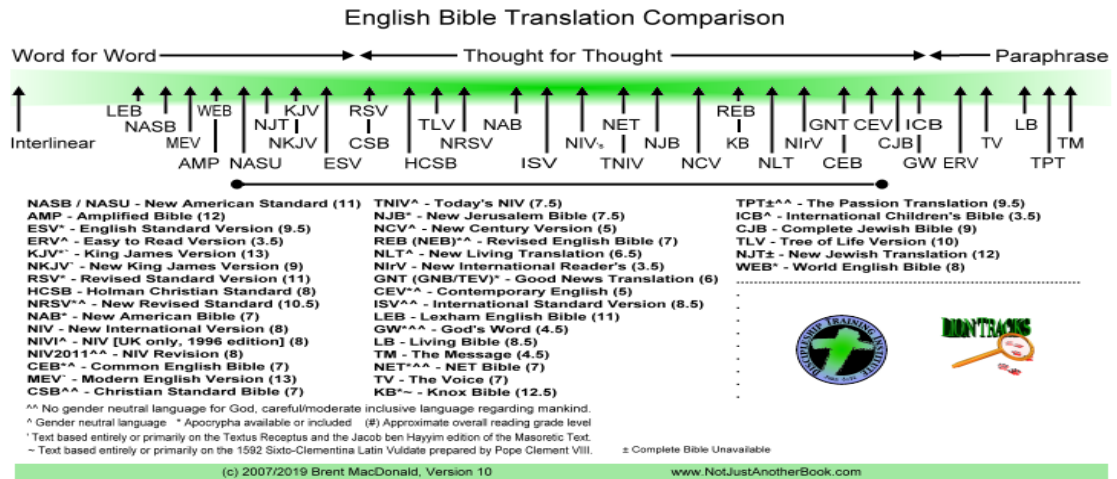 English Bible Translation Comparison
Word for Word Thought for Thought Paraphrase
LEB WEB KJV RSV REB
NASB NJT TLV NAB NET GNT CEV ICB LB
Interlinear MEV NKJV CSB NRSV NIV's NJB KB NIrV CJB TV TM
AMP NASU ESV HCSB ISV TNIV NCV NLT CEB GW ERV TPT
NASB / NASU - New American Standard (11)
AMP - Amplified Bible (12)
ESV* - English Standard Version (9.5)
ERV^ - Easy to Read Version (3.5)
KJV*` - King James Version (13)
NKJV` - New King James Version (9)
RSV* - Revised Standard Version (11)
HCSB - Holman Christian Standard (8)
NRSV*^ - New Revised Standard (10.5)
NAB* - New American Bible (7)
NIV - New International Version (8)
NIVI^ - NIV [UK only, 1996 edition] (8)
NIV2011^^ - NIV Revision (8)
CEB*^ - Common English Bible (7)
MEV` - Modern English Version (13)
CSB^^ - Christian Standard Bible (7)
TNIV^ - Today's NIV (7.5)
NJB* - New Jerusalem Bible (7.5)
NCV^ - New Century Version (5)
REB (NEB)*^^ - Revised English Bible (7)
NLT^ - New Living Translation (6.5)
NIrV - New International Reader's (3.5)
GNT (GNB/TEV)* - Good News Translation (6)
CEV*^ - Contemporary English (5)
ISV^^ - International Standard Version (8.5)
LEB - Lexham English Bible (11)
GW*^^ - God's Word (4.5)
LB - Living Bible (8.5)
TM - The Message (4.5)
NET*^^ - NET Bible (7)
TV - The Voice (7)
KB*~ - Knox Bible (12.5)
TPT±^^ - The Passion Translation (9.5)
ICB^ - International Children's Bible (3.5)
CJB - Complete Jewish Bible (9)
TLV - Tree of Life Version (10)
NJT± - New Jewish Translation (12)
WEB* - World English Bible (8)
DISCIPLESHIP TRAINING INSTITUTE
LION TRACKS
^^ No gender neutral language for God, careful/moderate inclusive language regarding mankind.
^ Gender neutral language * Apocrypha available or included (#) Approximate overall reading grade level
' Text based entirely or primarily on the Textus Receptus and the Jacob ben Hayyim edition of the Masoretic Text.
~ Text based entirely or primarily on the 1592 Sixto-Clementina Latin Vuldate prepared by Pope Clement VIII. ± Complete Bible Unavailable
(c) 2007/2019 Brent MacDonald, Version 10 www.NotJustAnotherBook.com